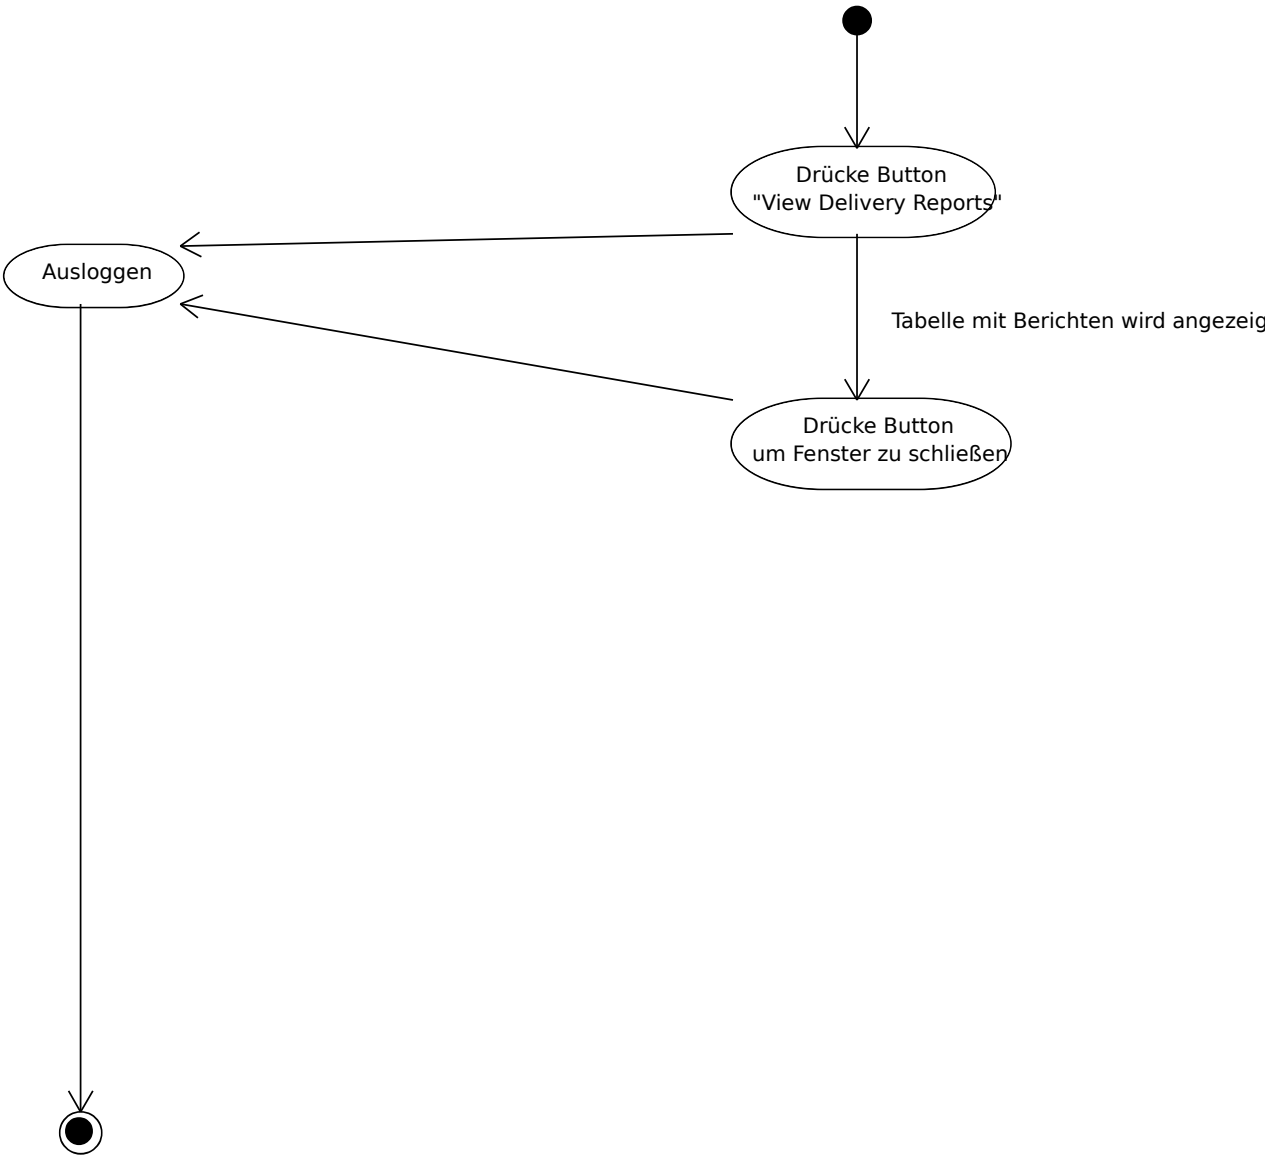 Drücke Button
"View Delivery Reports"
Ausloggen
Tabelle mit Berichten wird angezeig
Drücke Button
um Fenster zu schließen